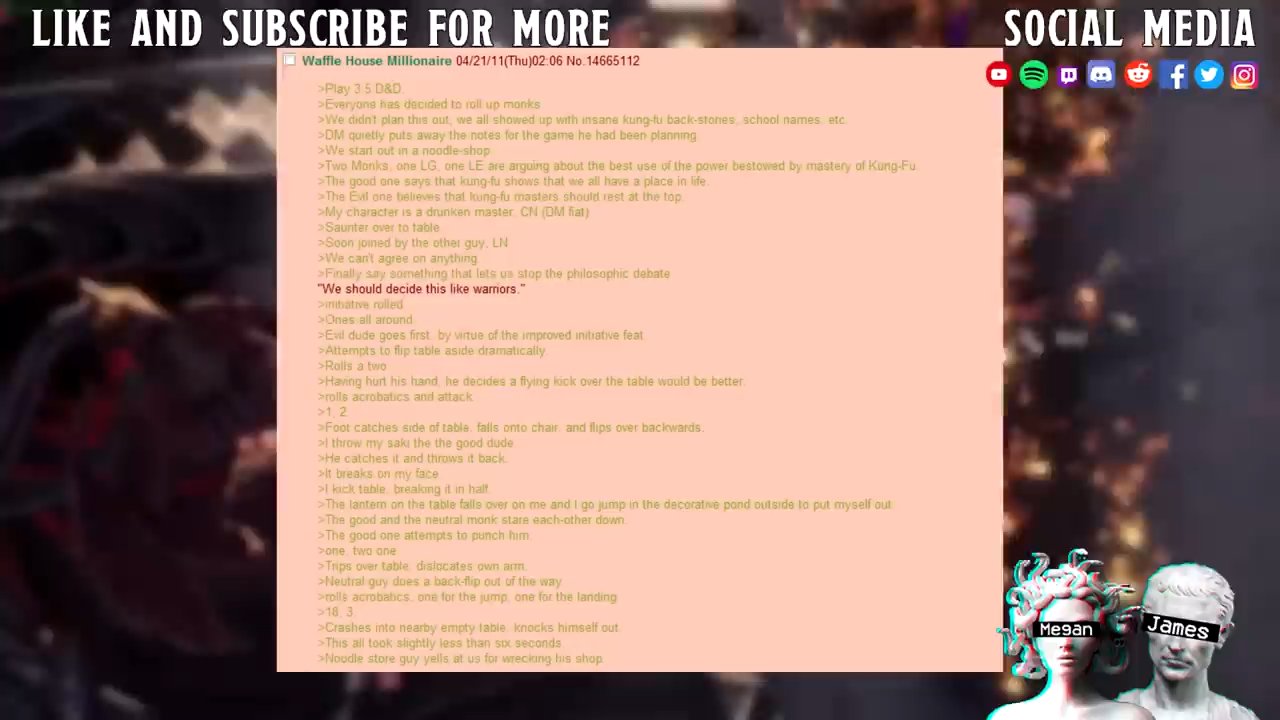 LIKE AND SUBSCRIBE FOR MORE
SOCIAL MEDIA
Waffle House Millionaire 04/21/11(Thu)02:06 No.14665112
>Play 3.5 D&D.
>Everyone has decided to roll up monks
>We didn't plan this out, we all showed up with insane kung-fu back-stories, school names, etc.
>DM quietly puts away the notes for the game he had been planning.
>We start out in a noodle-shop.
>Two Monks, one LG, one LE are arguing about the best use of the power bestowed by mastery of Kung-Fu.
>The good one says that kung-fu shows that we all have a place in life.
>The Evil one believes that kung-fu masters should rest at the top.
>My character is a drunken master, CN (DM fiat)
>Saunter over to table
>Soon joined by the other guy, LN
>We can't agree on anything.
>Finally say something that lets us stop the philosophic debate
"We should decide this like warriors."
>initiative rolled.
>Ones all around.
>Evil dude goes first, by virtue of the improved initiative feat.
>Attempts to flip table aside dramatically
>Rolls a two
>Having hurt his hand, he decides a flying kick over the table would be better.
>rolls acrobatics and attack.
>1, 2.
>Foot catches side of table, falls onto chair, and flips over backwards.
>I throw my saki the the good dude.
>He catches it and throws it back.
>It breaks on my face.
>I kick table, breaking it in half.
>The lantern on the table falls over on me and I go jump in the decorative pond outside to put myself out.
>The good and the neutral monk stare each-other down.
>The good one attempts to punch him.
>one, two one
>Trips over table, dislocates own arm.
>Neutral guy does a back-flip out of the way
>rolls acrobatics, one for the jump, one for the landing
>18, 3.
>Crashes into nearby empty table, knocks himself out.
>This all took slightly less than six seconds.
>Noodle store guy yells at us for wrecking his shop.
Megan
James